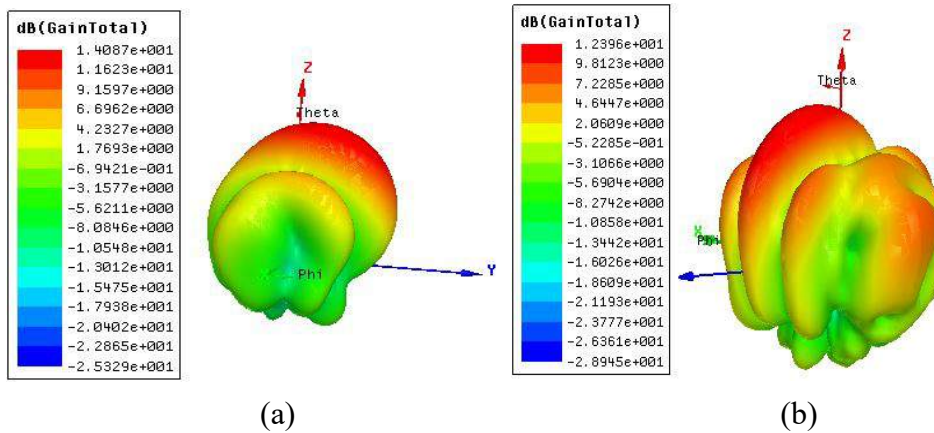 dB(GainTotal)
1.4087e+001
1.1623e+001
9.1597e+000
6.6962e+000
4.2327e+000
1.7693e+000
-6.9421e-001
-3.1577e+000
-5.6211e+000
-8.0846e+000
-1.0548e+001
-1.3012e+001
-1.5475e+001
-1.7938e+001
-2.0402e+001
-2.2865e+001
-2.5329e+001
Z
Theta
X
Phi
Y
(a)
dB(GainTotal)
1.2396e+001
9.8123e+000
7.2285e+000
4.6447e+000
2.0609e+000
-5.2285e-001
-3.1066e+000
-5.6904e+000
-8.2742e+000
-1.0858e+001
-1.3442e+001
-1.6026e+001
-1.8609e+001
-2.1193e+001
-2.3777e+001
-2.6361e+001
-2.8945e+001
Z
Theta
X
Phi
(b)